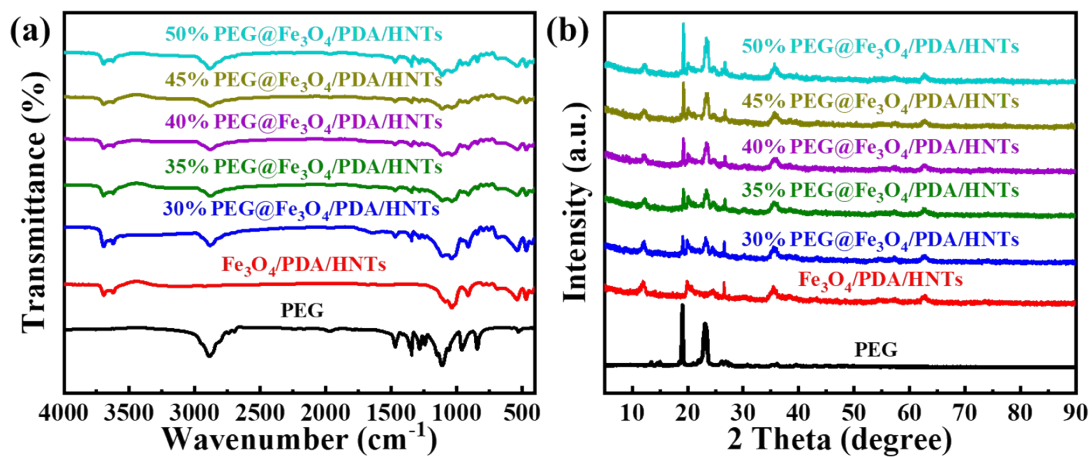 (a)
Transmittance (%)
50% PEG@Fe₃O₄/PDA/HNTs
45% PEG@Fe₃O₄/PDA/HNTs
40% PEG@Fe₃O₄/PDA/HNTs
35% PEG@Fe₃O₄/PDA/HNTs
30% PEG@Fe₃O₄/PDA/HNTs
Fe₃O₄/PDA/HNTs
PEG
4000 3500 3000 2500 2000 1500 1000 500
Wavenumber (cm⁻¹)
(b)
Intensity (a.u.)
50% PEG@Fe₃O₄/PDA/HNTs
45% PEG@Fe₃O₄/PDA/HNTs
40% PEG@Fe₃O₄/PDA/HNTs
35% PEG@Fe₃O₄/PDA/HNTs
30% PEG@Fe₃O₄/PDA/HNTs
Fe₃O₄/PDA/HNTs
PEG
10 20 30 40 50 60 70 80 90
2 Theta (degree)